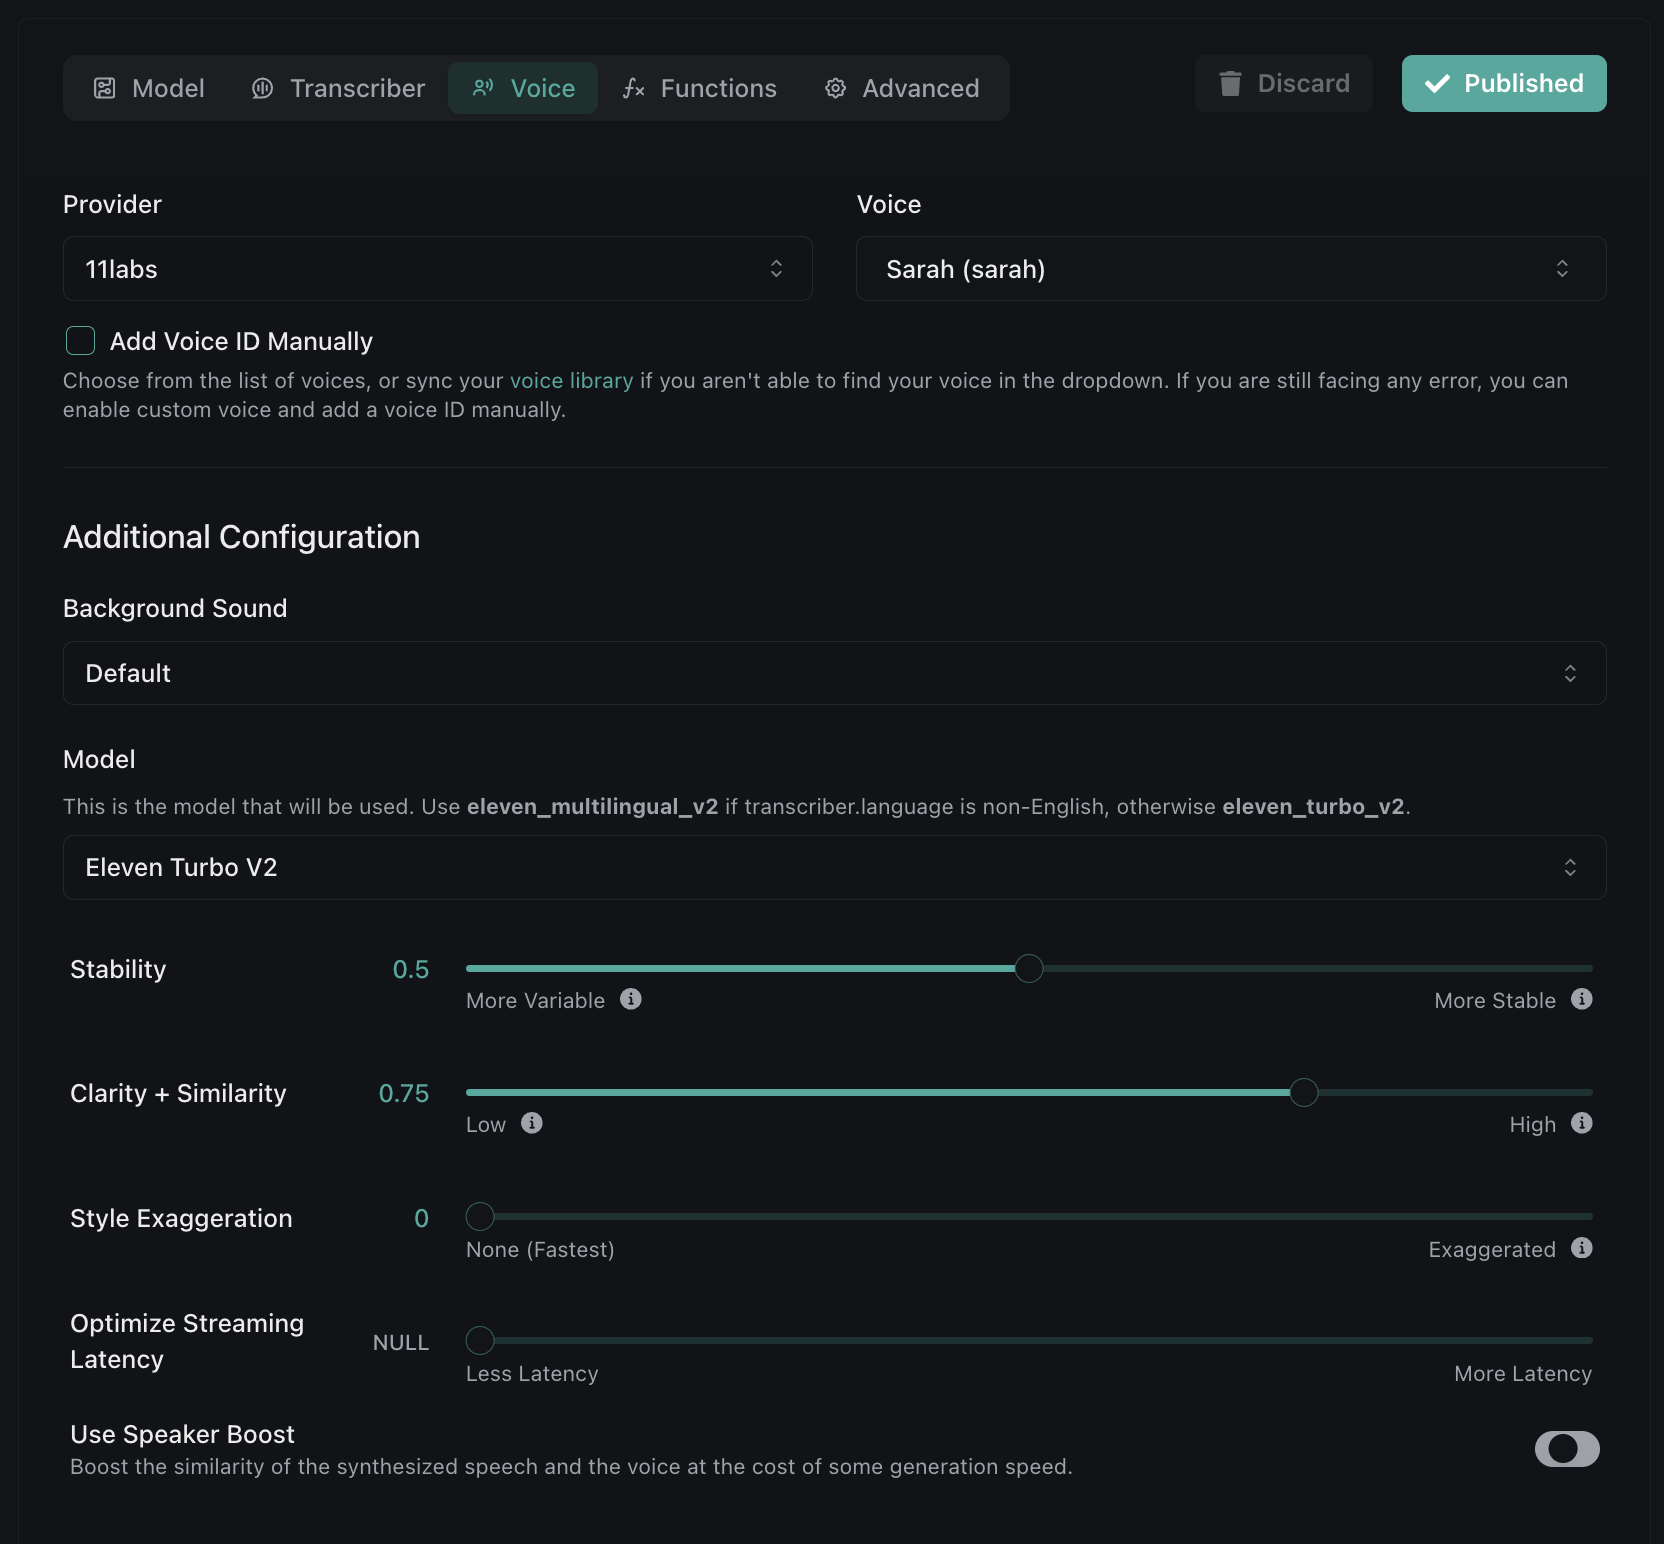 Model
Transcriber
Voice
Functions
Advanced
Discard
Published
Provider
Voice
11labs
Sarah (sarah)
Add Voice ID Manually
Choose from the list of voices, or sync your voice library if you aren't able to find your voice in the dropdown. If you are still facing any error, you can
enable custom voice and add a voice ID manually.
Additional Configuration
Background Sound
Default
Model
This is the model that will be used. Use eleven_multilingual_v2 if transcriber.language is non-English, otherwise eleven_turbo_v2.
Eleven Turbo V2
Stability
0.5
More Variable
More Stable
Clarity + Similarity
0.75
Low
High
Style Exaggeration
0
None (Fastest)
Exaggerated
Optimize Streaming
Latency
NULL
Less Latency
More Latency
Use Speaker Boost
Boost the similarity of the synthesized speech and the voice at the cost of some generation speed.